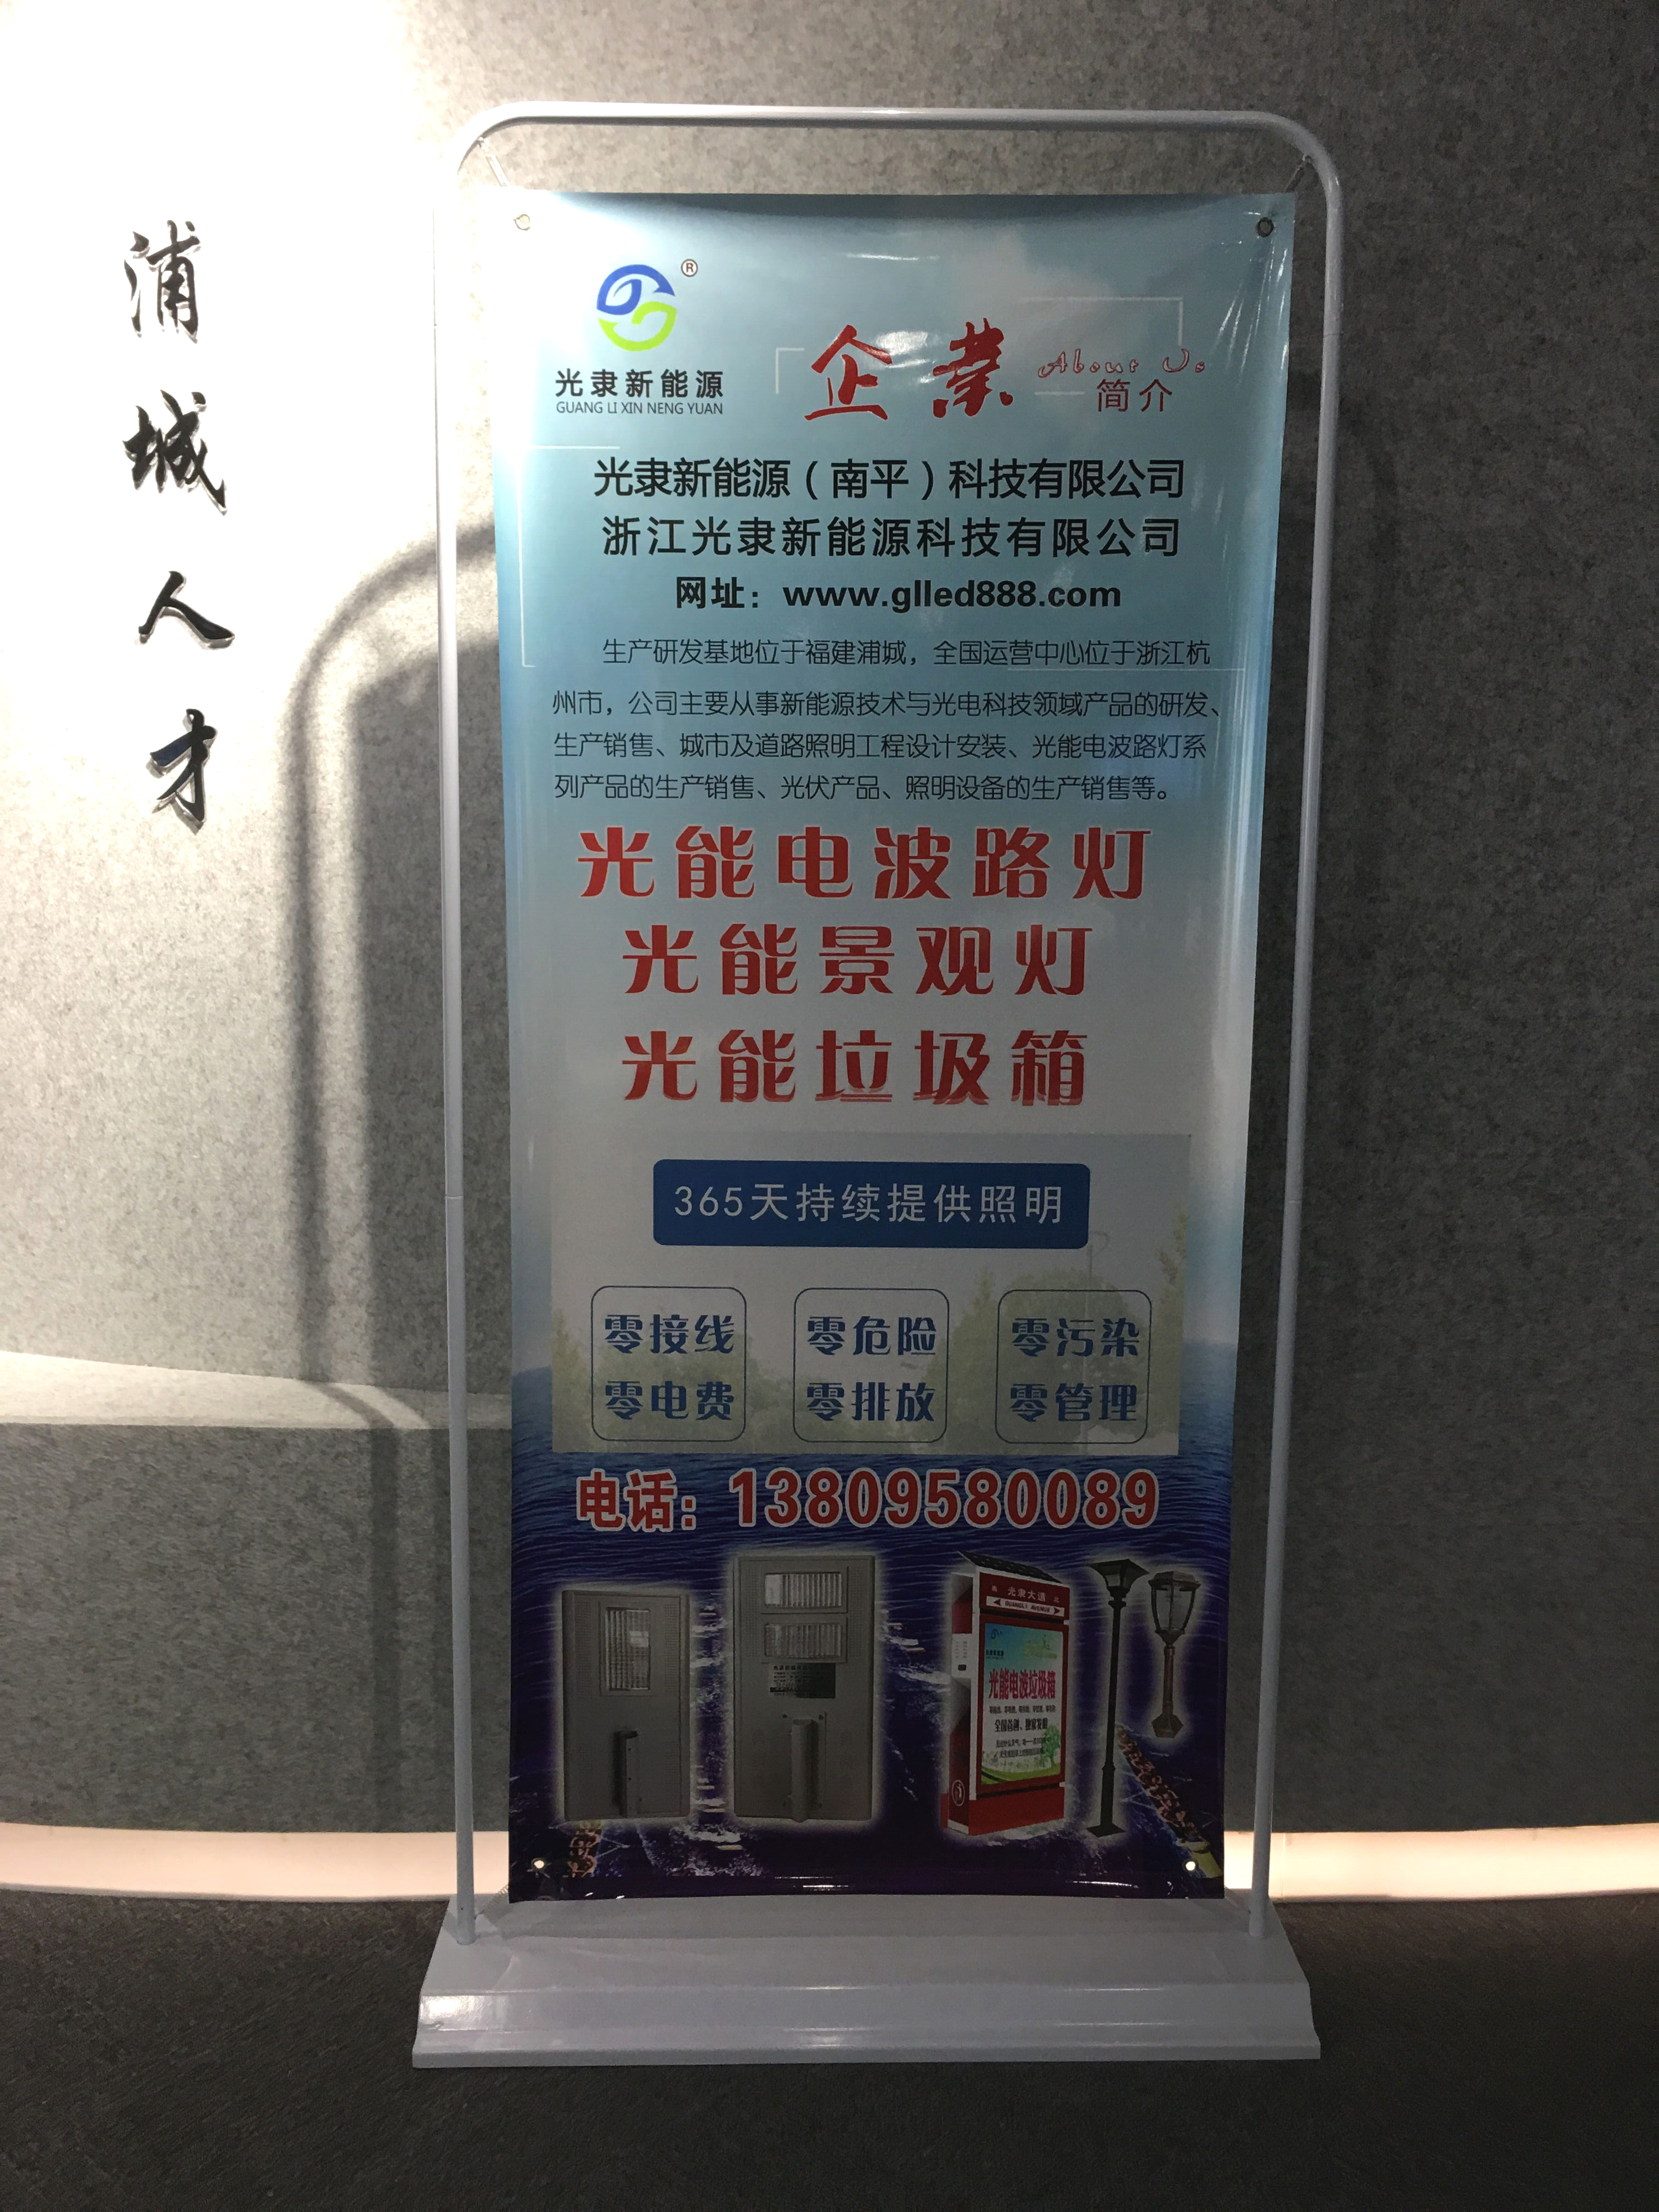 浦城人才
®
光隶新能源
GUANG LI XIN NENG YUAN
企業
About Us
简介
光隶新能源（南平）科技有限公司
浙江光隶新能源科技有限公司
网址：www.glled888.com
生产研发基地位于福建浦城，全国运营中心位于浙江杭
州市，公司主要从事新能源技术与光电科技领域产品的研发、
生产销售、城市及道路照明工程设计安装、光能电波路灯系
列产品的生产销售、光伏产品、照明设备的生产销售等。
光能电波路灯
光能景观灯
光能垃圾箱
365天持续提供照明
零接线 零危险 零污染
零电费 零排放 零管理
电话：13809580089
光隶大道
GUANGLI AVENUE
光能电波垃圾箱